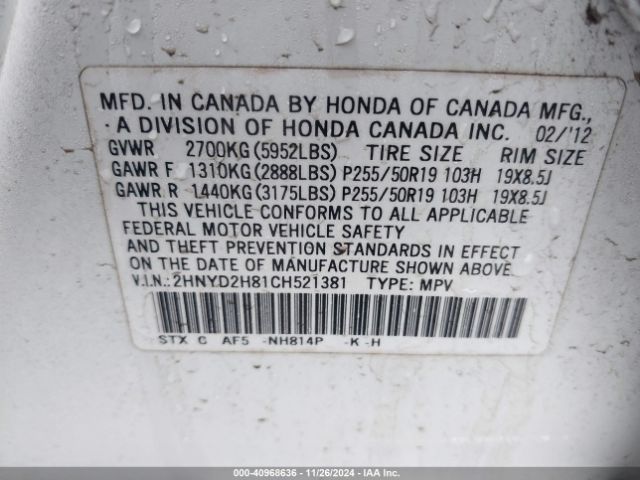 MFD. IN CANADA BY HONDA OF CANADA MFG.,
A DIVISION OF HONDA CANADA INC. 02/'12
GVWR 2700KG(5952LBS) TIRE SIZE RIM SIZE
GAWR F 1310KG(2888LBS) P255/50R19 103H 19X8.5J
GAWR R 1440KG(3175LBS) P255/50R19 103H 19X8.5J
THIS VEHICLE CONFORMS TO ALL APPLICABLE
FEDERAL MOTOR VEHICLE SAFETY
AND THEFT PREVENTION STANDARDS IN EFFECT
ON THE DATE OF MANUFACTURE SHOWN ABOVE.
V.I.N.: 2HNYD2H81CH521381 TYPE: MPV
STX C AF5 -NH814P -K -H
000-40968636 - 11/26/2024 - IAA Inc.